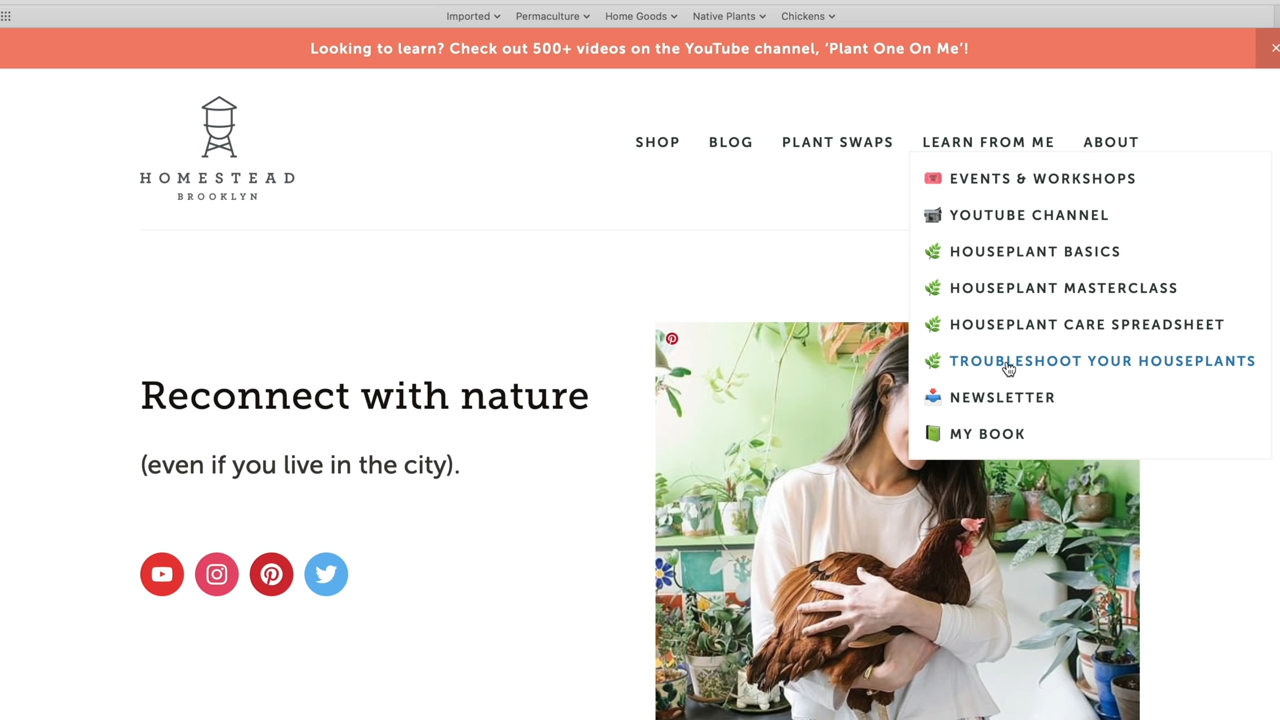 Imported Permaculture Home Goods Native Plants Chickens
Looking to learn? Check out 500+ videos on the YouTube channel, ‘Plant One On Me’!
HOMESTEAD
BROOKLYN
SHOP BLOG PLANT SWAPS LEARN FROM ME ABOUT
EVENTS & WORKSHOPS
YOUTUBE CHANNEL
HOUSEPLANT BASICS
HOUSEPLANT MASTERCLASS
HOUSEPLANT CARE SPREADSHEET
TROUBLESHOOT YOUR HOUSEPLANTS
NEWSLETTER
MY BOOK
Reconnect with nature
(even if you live in the city).